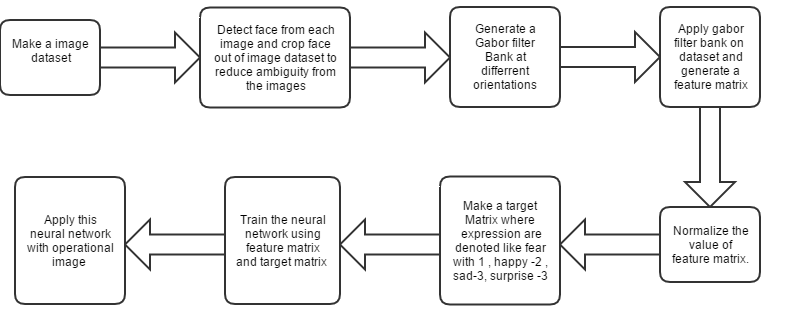 Make a image
dataset
Detect face from each
image and crop face
out of image dataset to
reduce ambiguity from
the images
Generate a
Gabor filter
Bank at
differrent
orientations
Apply gabor
filter bank on
dataset and
generate a
feature matrix
Normalize the
value of
feature matrix.
Make a target
Matrix where
expression are
denoted like fear
with 1 , happy -2 ,
sad-3, surprise -3
Train the neural
network using
feature matrix
and target matrix
Apply this
neural network
with operational
image